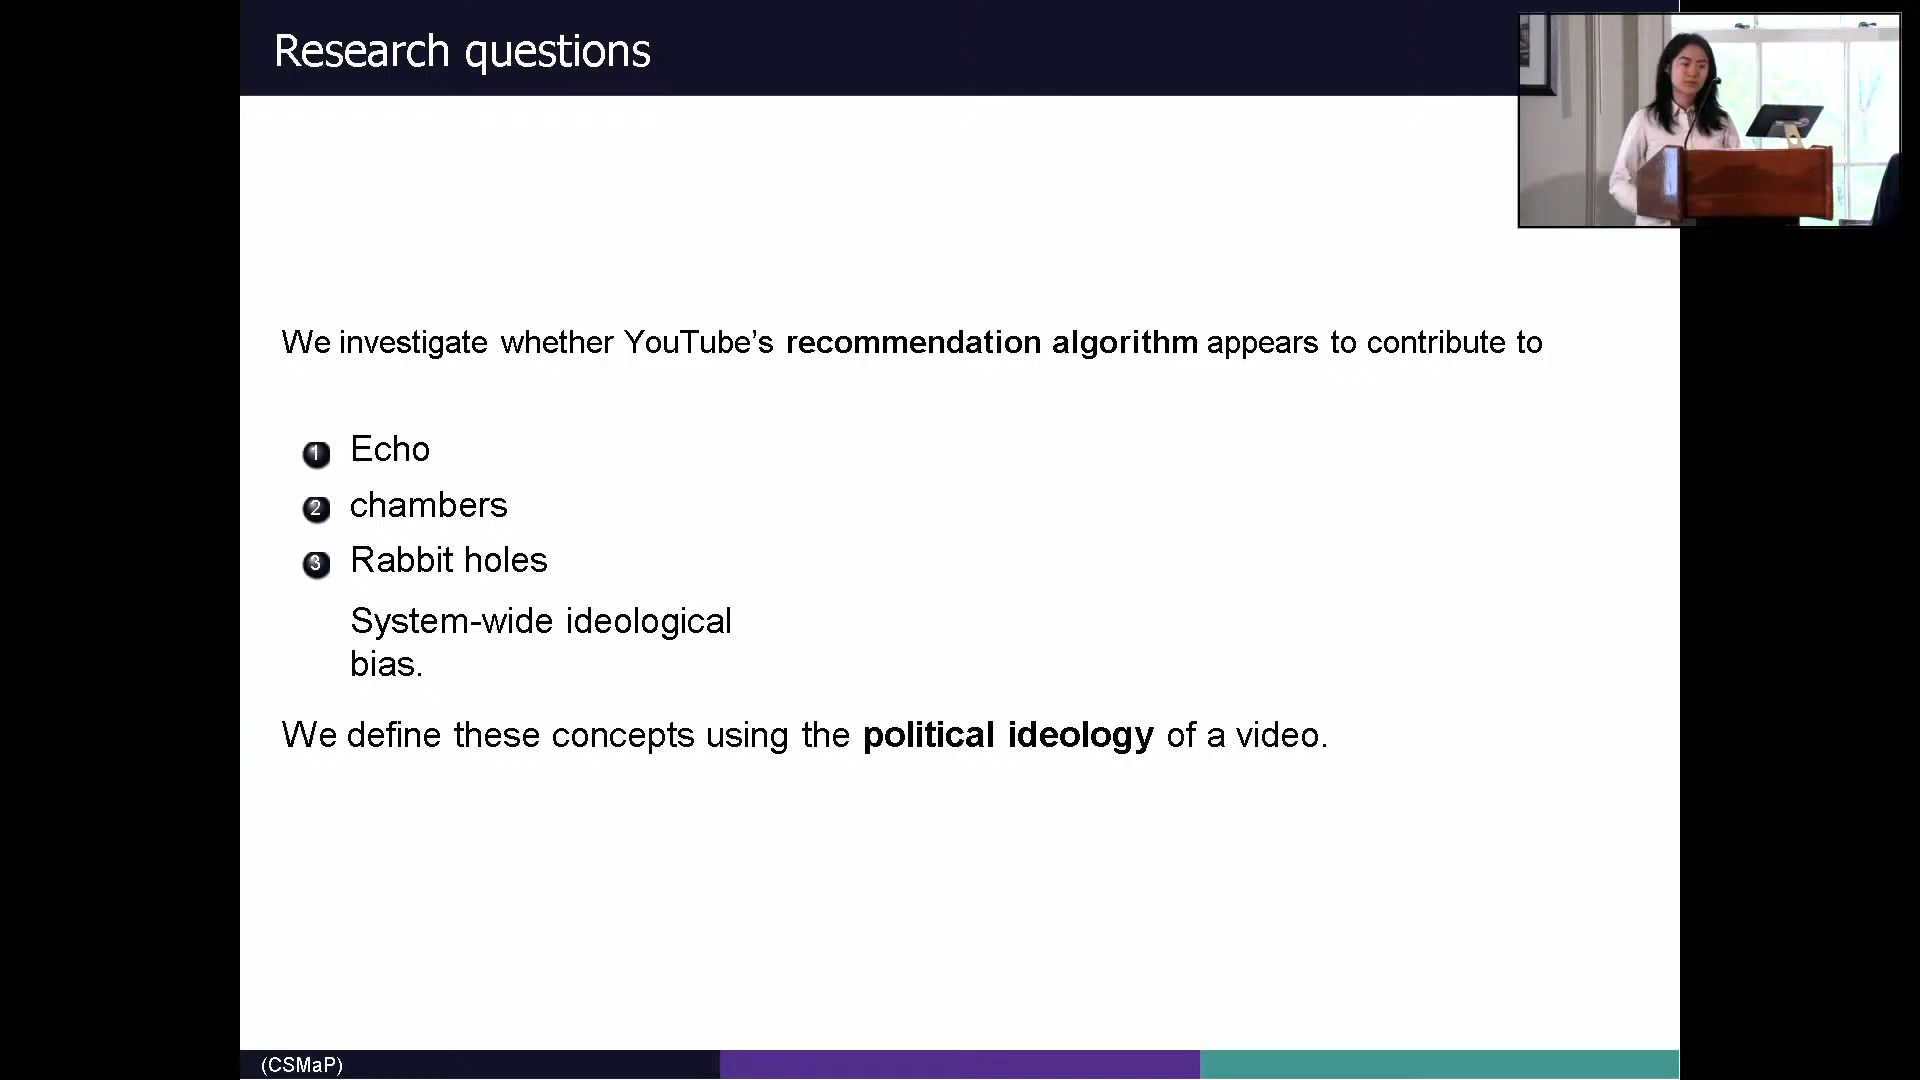 Research questions
We investigate whether YouTube’s recommendation algorithm appears to contribute to
1 Echo
2 chambers
3 Rabbit holes
System-wide ideological
bias.
We define these concepts using the political ideology of a video.
(CSMaP)